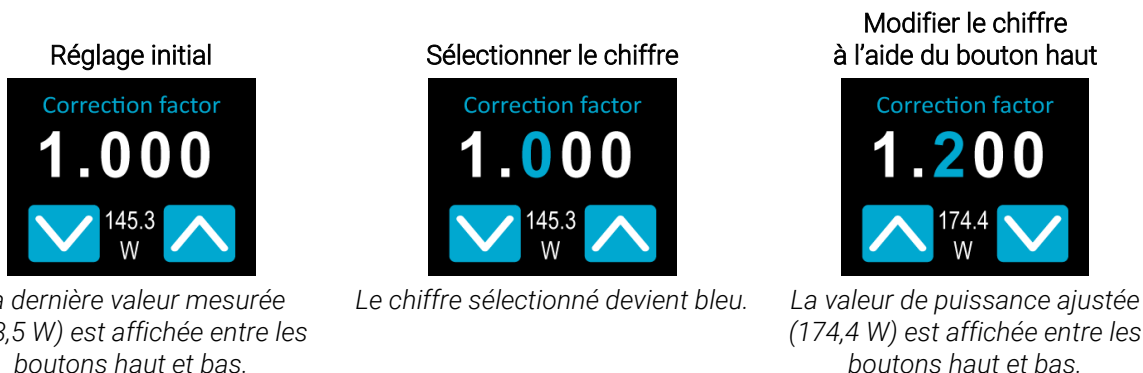 Réglage initial
Correction factor
1.000
145.3
W
dernière valeur mesurée
,5 W) est affichée entre les
boutons haut et bas.
Sélectionner le chiffre
Correction factor
1.000
145.3
W
Le chiffre sélectionné devient bleu.
Modifier le chiffre
à l’aide du bouton haut
Correction factor
1.200
174.4
W
La valeur de puissance ajustée
(174,4 W) est affichée entre les
boutons haut et bas.